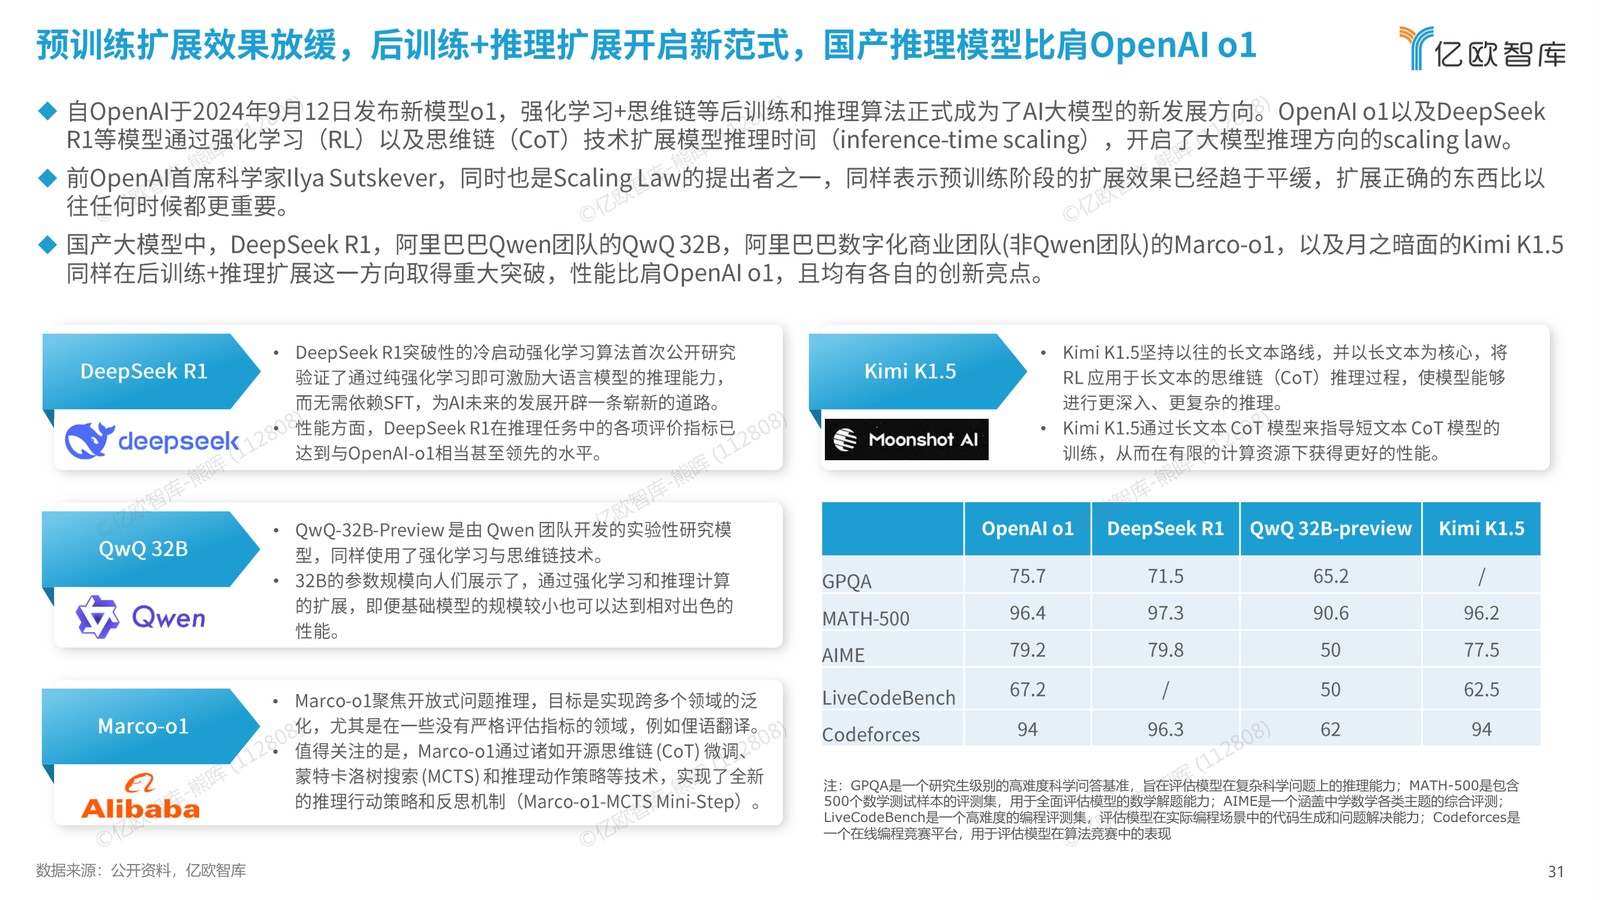 预训练扩展效果放缓，后训练+推理扩展开启新范式，国产推理模型比肩OpenAI o1
亿欧智库
◆ 自OpenAI于2024年9月12日发布新模型o1，强化学习+思维链等后训练和推理算法正式成为了AI大模型的新发展方向。OpenAI o1以及DeepSeek
R1等模型通过强化学习（RL）以及思维链（CoT）技术扩展模型推理时间（inference-time scaling），开启了大模型推理方向的scaling law。
◆ 前OpenAI首席科学家Ilya Sutskever，同时也是Scaling Law的提出者之一，同样表示预训练阶段的扩展效果已经趋于平缓，扩展正确的东西比以
往任何时候都更重要。
◆ 国产大模型中，DeepSeek R1，阿里巴巴Qwen团队的QwQ 32B，阿里巴巴数字化商业团队(非Qwen团队)的Marco-o1，以及月之暗面的Kimi K1.5
同样在后训练+推理扩展这一方向取得重大突破，性能比肩OpenAI o1，且均有各自的创新亮点。
DeepSeek R1
deepseek
• DeepSeek R1突破性的冷启动强化学习算法首次公开研究
验证了通过纯强化学习即可激励大语言模型的推理能力，
而无需依赖SFT，为AI未来的发展开辟一条崭新的道路。
• 性能方面，DeepSeek R1在推理任务中的各项评价指标已
达到与OpenAI-o1相当甚至领先的水平。
Kimi K1.5
Moonshot AI
• Kimi K1.5坚持以往的长文本路线，并以长文本为核心，将
RL 应用于长文本的思维链（CoT）推理过程，使模型能够
进行更深入、更复杂的推理。
• Kimi K1.5通过长文本 CoT 模型来指导短文本 CoT 模型的
训练，从而在有限的计算资源下获得更好的性能。
QwQ 32B
Qwen
• QwQ-32B-Preview 是由 Qwen 团队开发的实验性研究模
型，同样使用了强化学习与思维链技术。
• 32B的参数规模向人们展示了，通过强化学习和推理计算
的扩展，即便基础模型的规模较小也可以达到相对出色的
性能。
Marco-o1
Alibaba
• Marco-o1聚焦开放式问题推理，目标是实现跨多个领域的泛
化，尤其是在一些没有严格评估指标的领域，例如俚语翻译。
• 值得关注的是，Marco-o1通过诸如开源思维链 (CoT) 微调、
蒙特卡洛树搜索 (MCTS) 和推理动作策略等技术，实现了全新
的推理行动策略和反思机制（Marco-o1-MCTS Mini-Step）。
OpenAI o1 DeepSeek R1 QwQ 32B-preview Kimi K1.5
GPQA 75.7 71.5 65.2 /
MATH-500 96.4 97.3 90.6 96.2
AIME 79.2 79.8 50 77.5
LiveCodeBench 67.2 / 50 62.5
Codeforces 94 96.3 62 94
注：GPQA是一个研究生级别的高难度科学问答基准，旨在评估模型在复杂科学问题上的推理能力；MATH-500是包含
500个数学测试样本的评测集，用于全面评估模型的数学解题能力；AIME是一个涵盖中学数学各类主题的综合评测；
LiveCodeBench是一个高难度的编程评测集，评估模型在实际编程场景中的代码生成和问题解决能力；Codeforces是
一个在线编程竞赛平台，用于评估模型在算法竞赛中的表现
数据来源：公开资料，亿欧智库
31
©亿欧智库-熊晖 (112808)
©亿欧智库-熊晖 (112808)
©亿欧智库-熊晖 (112808)
©亿欧智库-熊晖 (112808)
©亿欧智库-熊晖 (112808)
©亿欧智库-熊晖 (112808)